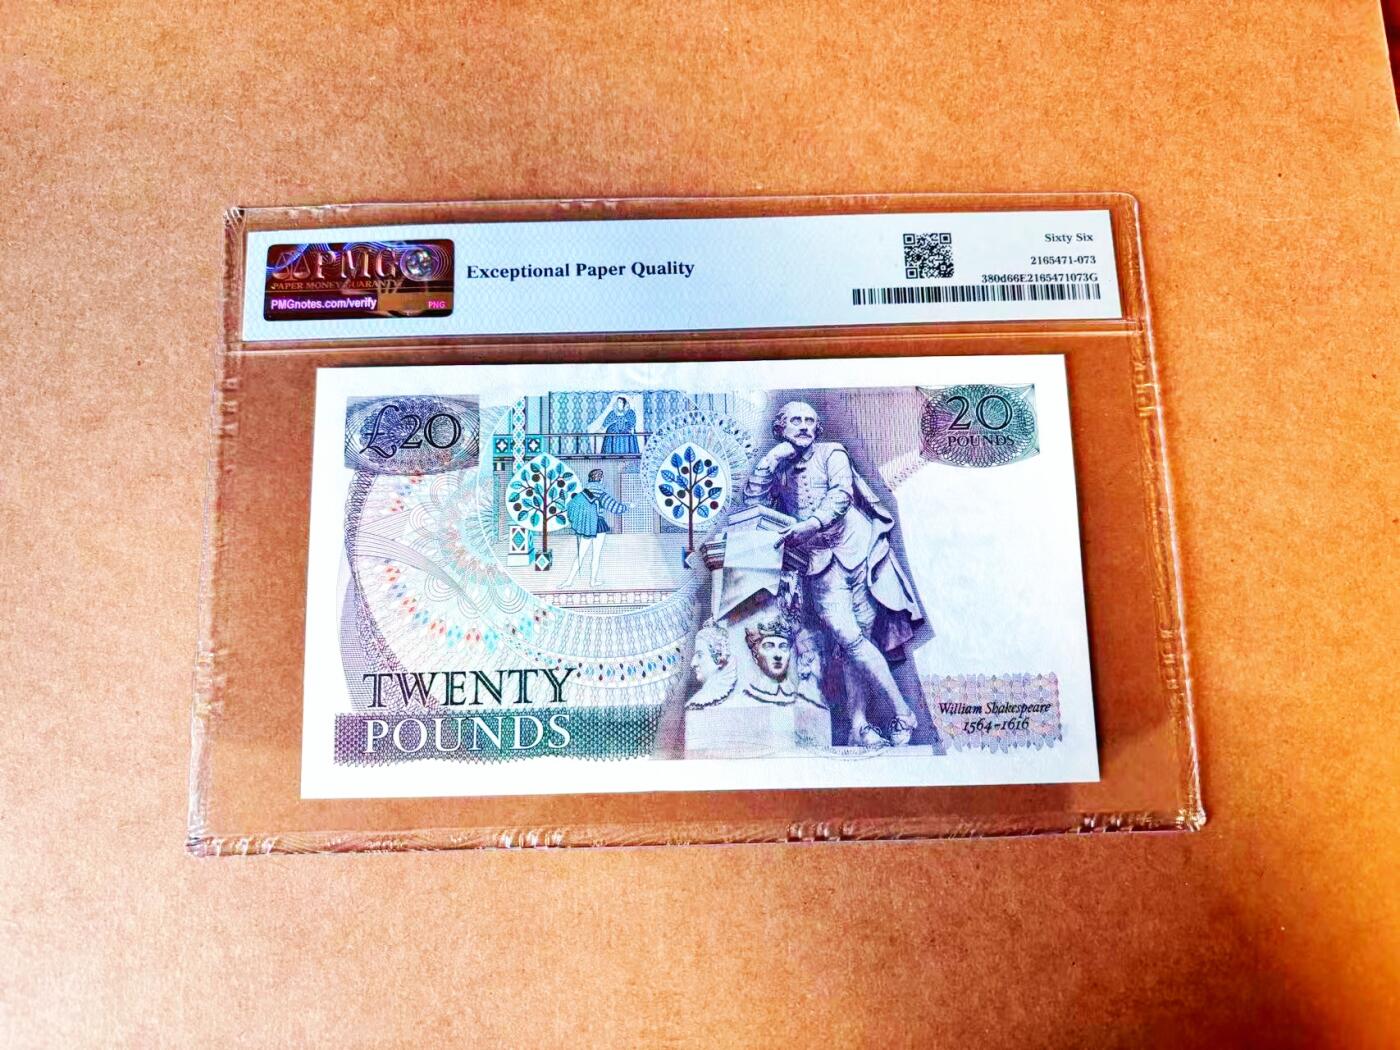 PMG
PAPER MONEY GUARANTY
PMGnotes.com/verify
PNG
Exceptional Paper Quality
Sixty Six
2165471-073
380d66E2165471073G
£20
20
POUNDS
TWENTY
POUNDS
William Shakespeare
1564-1616